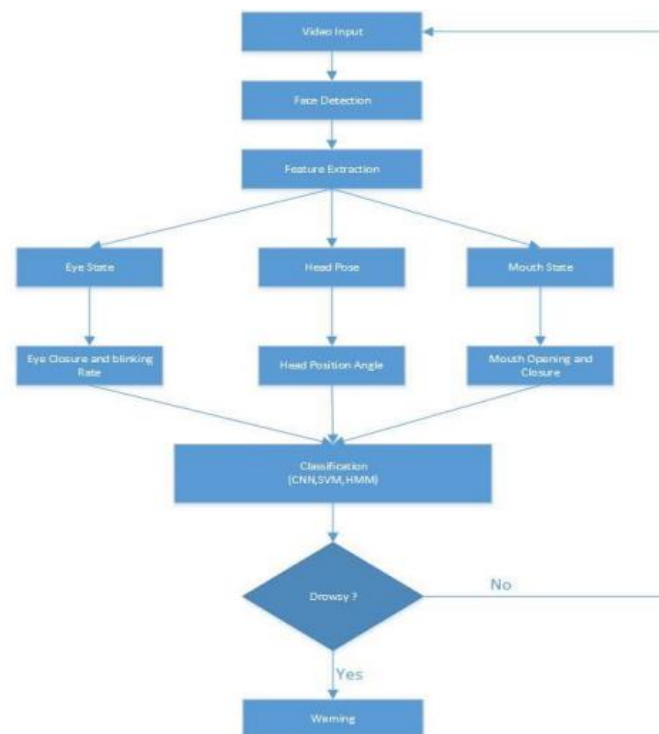 Video Input
Face Detection
Feature Extraction
Eye State
Head Pose
Mouth State
Eye Closure and blinking
Rate
Head Position Angle
Mouth Opening and
Closure
Classification
(CNN,SVM,HMM)
Drowsy ?
No
Yes
Warning